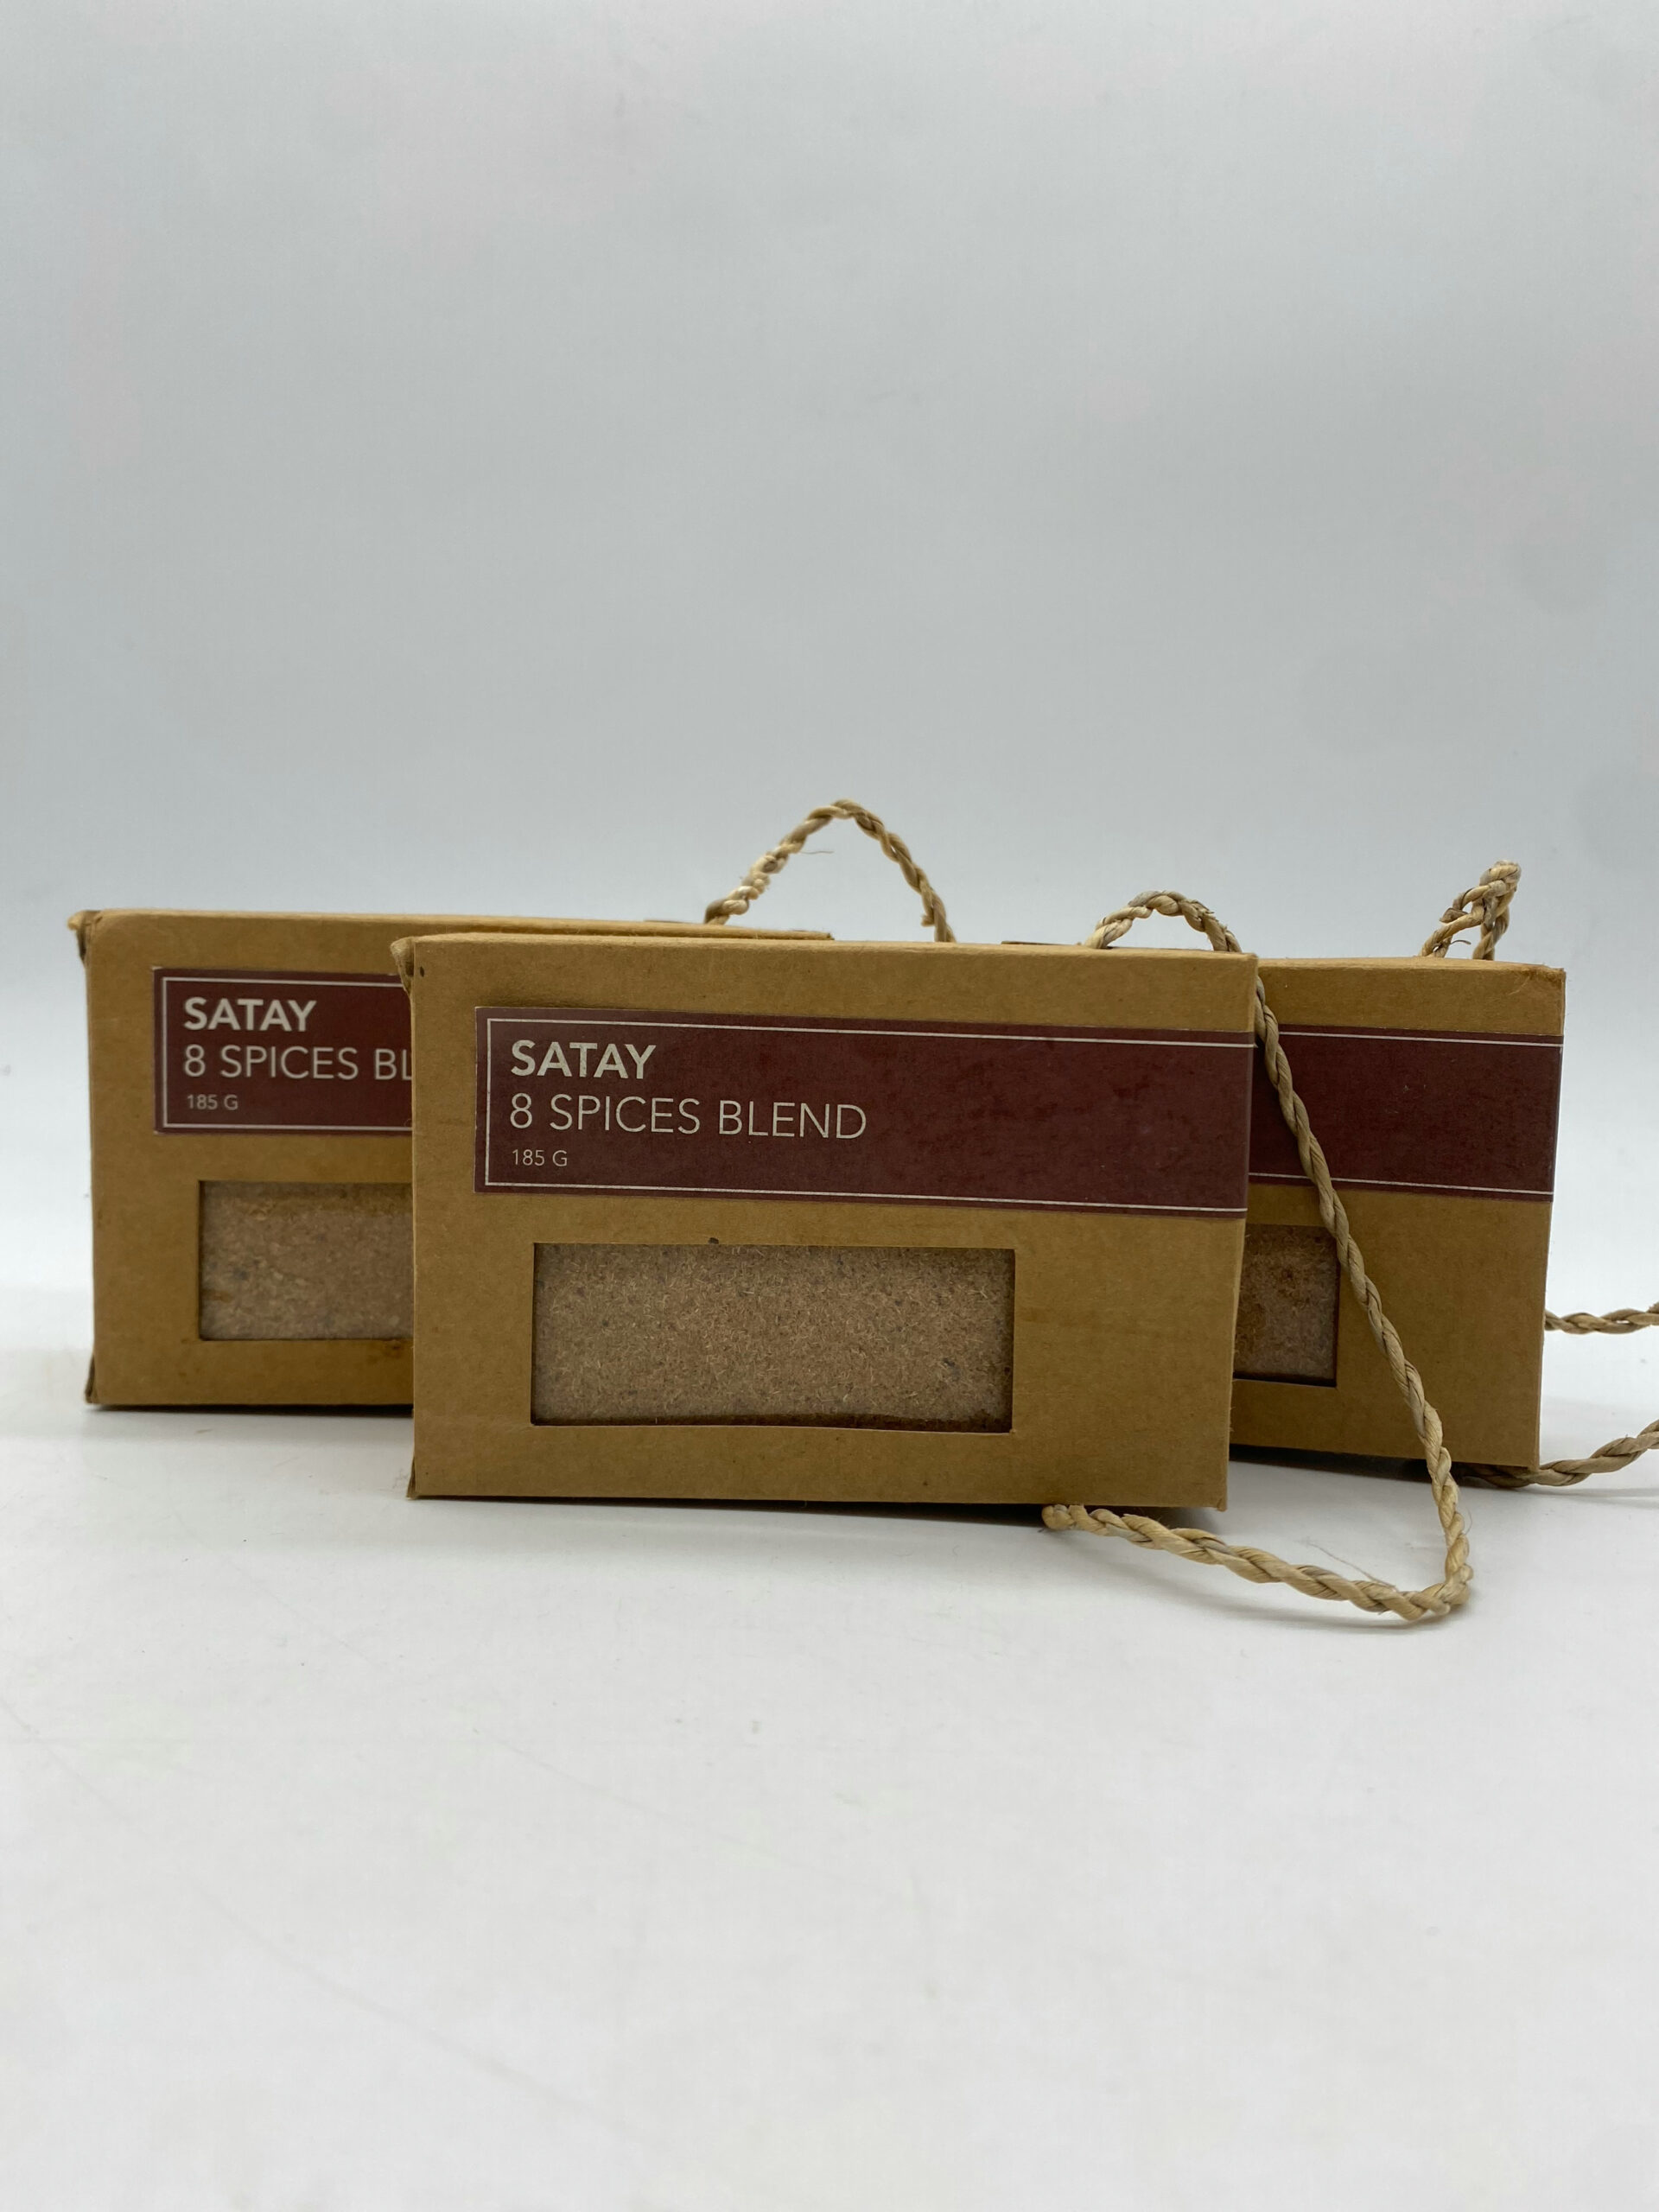 SATAY
8 SPICES BL
185 G
SATAY
8 SPICES BLEND
185 G